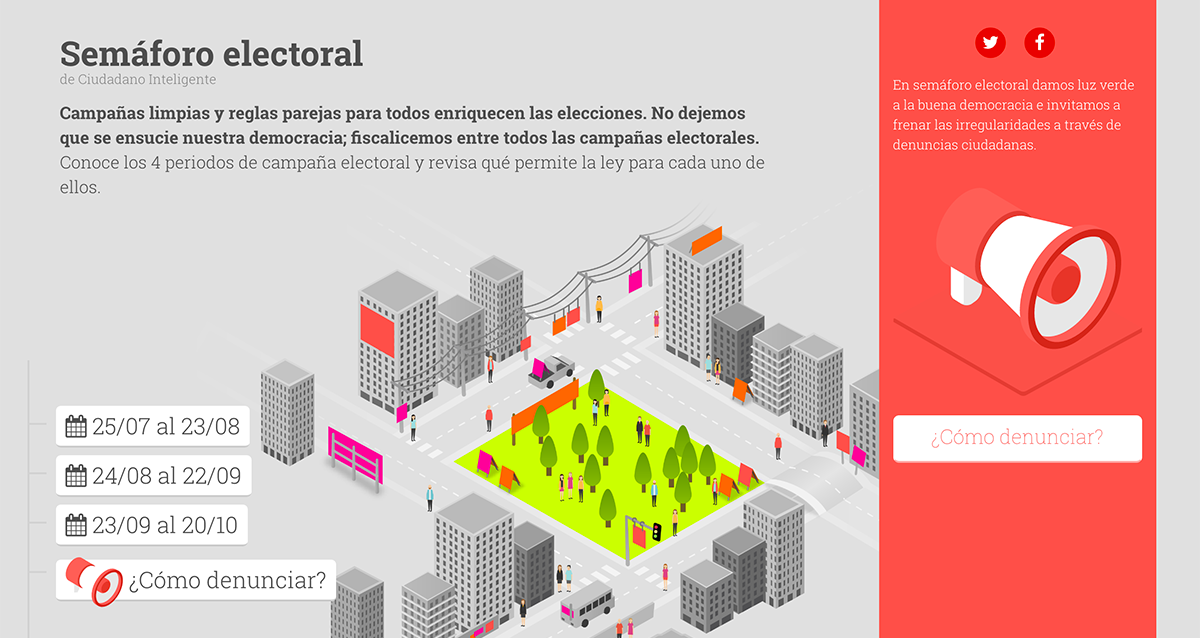 Semáforo electoral
de Ciudadano Inteligente
Campañas limpias y reglas parejas para todos enriquecen las elecciones. No dejemos
que se ensucie nuestra democracia; fiscalicemos entre todos las campañas electorales.
Conoce los 4 periodos de campaña electoral y revisa qué permite la ley para cada uno de
ellos.
25/07 al 23/08
24/08 al 22/09
23/09 al 20/10
¿Cómo denunciar?
En semáforo electoral damos luz verde
a la buena democracia e invitamos a
frenar las irregularidades a través de
denuncias ciudadanas.
¿Cómo denunciar?